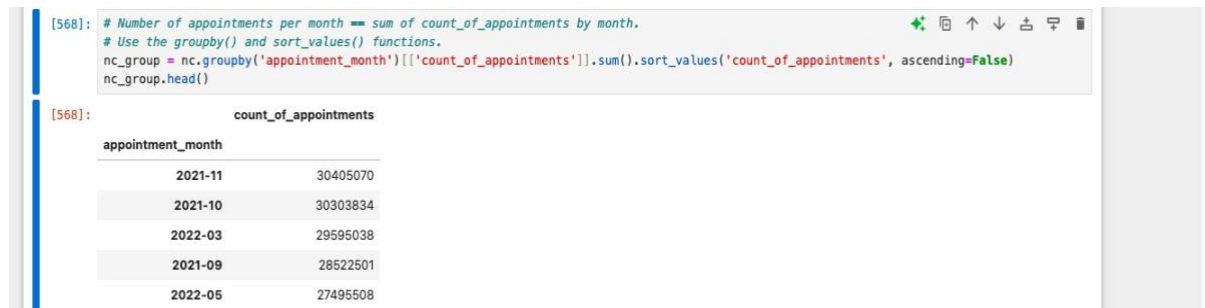 [568]: # Number of appointments per month == sum of count_of_appointments by month.
# Use the groupby() and sort_values() functions.
nc_group = nc.groupby('appointment_month')[['count_of_appointments']].sum().sort_values('count_of_appointments', ascending=False)
nc_group.head()
[568]: count_of_appointments
appointment_month
2021-11 30405070
2021-10 30303834
2022-03 29595038
2021-09 28522501
2022-05 27495508